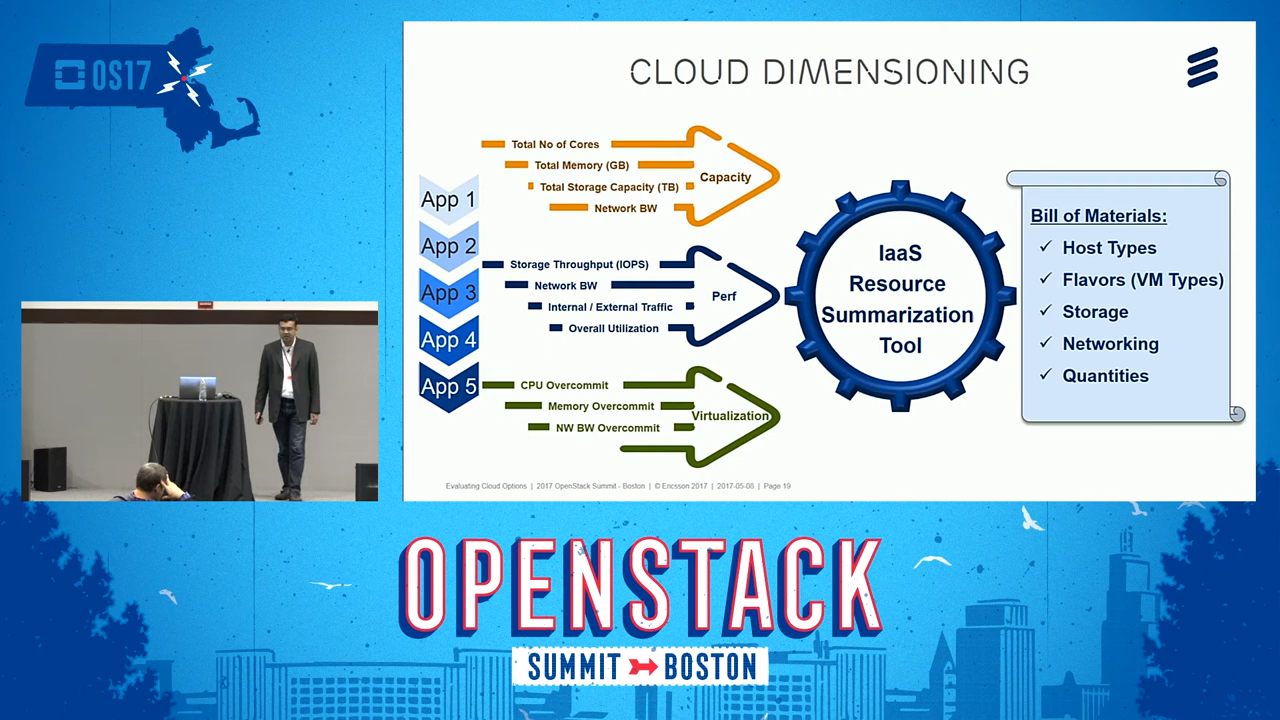 OS17
CLOUD DIMENSIONING
App 1
App 2
App 3
App 4
App 5
Total No of Cores
Total Memory (GB)
Total Storage Capacity (TB)
Network BW
Capacity
Storage Throughput (IOPS)
Network BW
Internal / External Traffic
Overall Utilization
Perf
CPU Overcommit
Memory Overcommit
NW BW Overcommit
Virtualization
IaaS
Resource
Summarization
Tool
Bill of Materials:
✓ Host Types
✓ Flavors (VM Types)
✓ Storage
✓ Networking
✓ Quantities
Evaluating Cloud Options | 2017 OpenStack Summit - Boston | © Ericsson 2017 | 2017-05-08 | Page 19
OPENSTACK
SUMMIT BOSTON